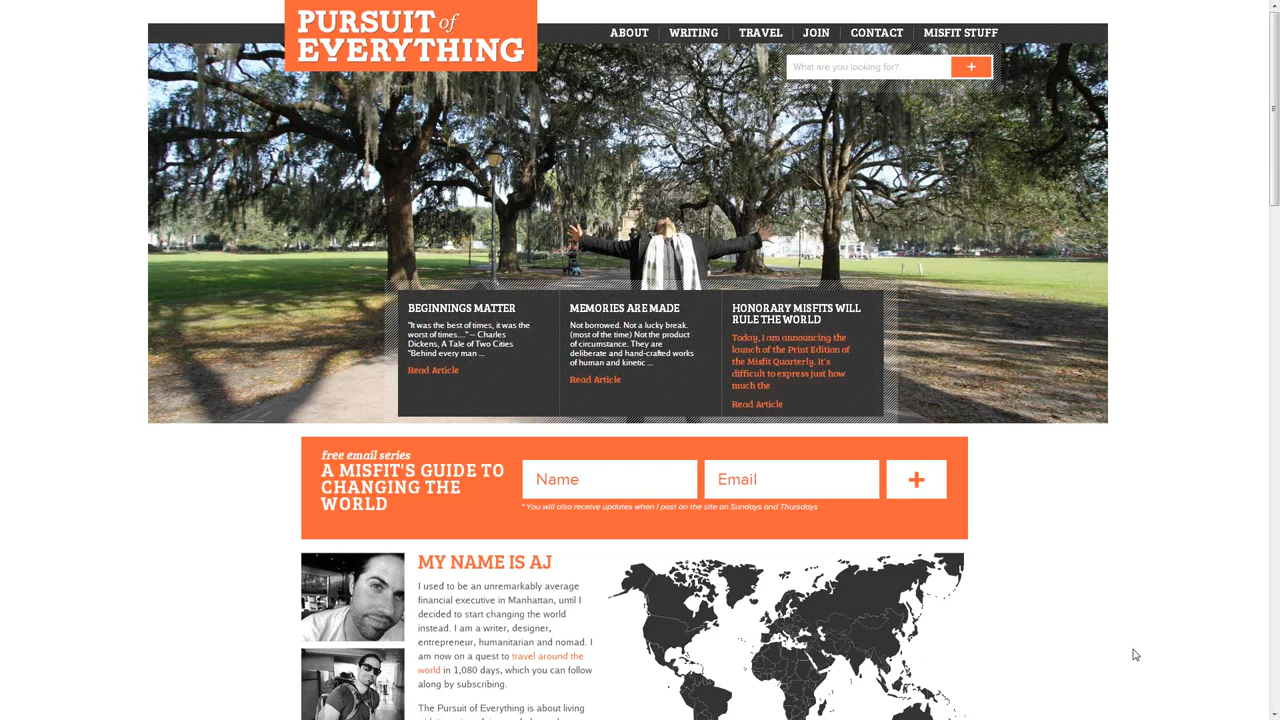 PURSUIT of
EVERYTHING
ABOUT
WRITING
TRAVEL
JOIN
CONTACT
MISFIT STUFF
What are you looking for?
+
BEGINNINGS MATTER
"It was the best of times, it was the
worst of times...." – Charles
Dickens, A Tale of Two Cities
"Behind every man ...
Read Article
MEMORIES ARE MADE
Not borrowed. Not a lucky break.
(most of the time) Not the product
of circumstance. They are
deliberate and hand-crafted works
of human and kinetic ...
Read Article
HONORARY MISFITS WILL
RULE THE WORLD
Today, I am announcing the
launch of the Print Edition of
the Misfit Quarterly. It's
difficult to express just how
much the
Read Article
free email series
A MISFIT'S GUIDE TO
CHANGING THE
WORLD
Name
Email
+
* You will also receive updates when I post on the site on Sundays and Thursdays
MY NAME IS AJ
I used to be an unremarkably average
financial executive in Manhattan, until I
decided to start changing the world
instead. I am a writer, designer,
entrepreneur, humanitarian and nomad. I
am now on a quest to travel around the
world in 1,080 days, which you can follow
along by subscribing.
The Pursuit of Everything is about living